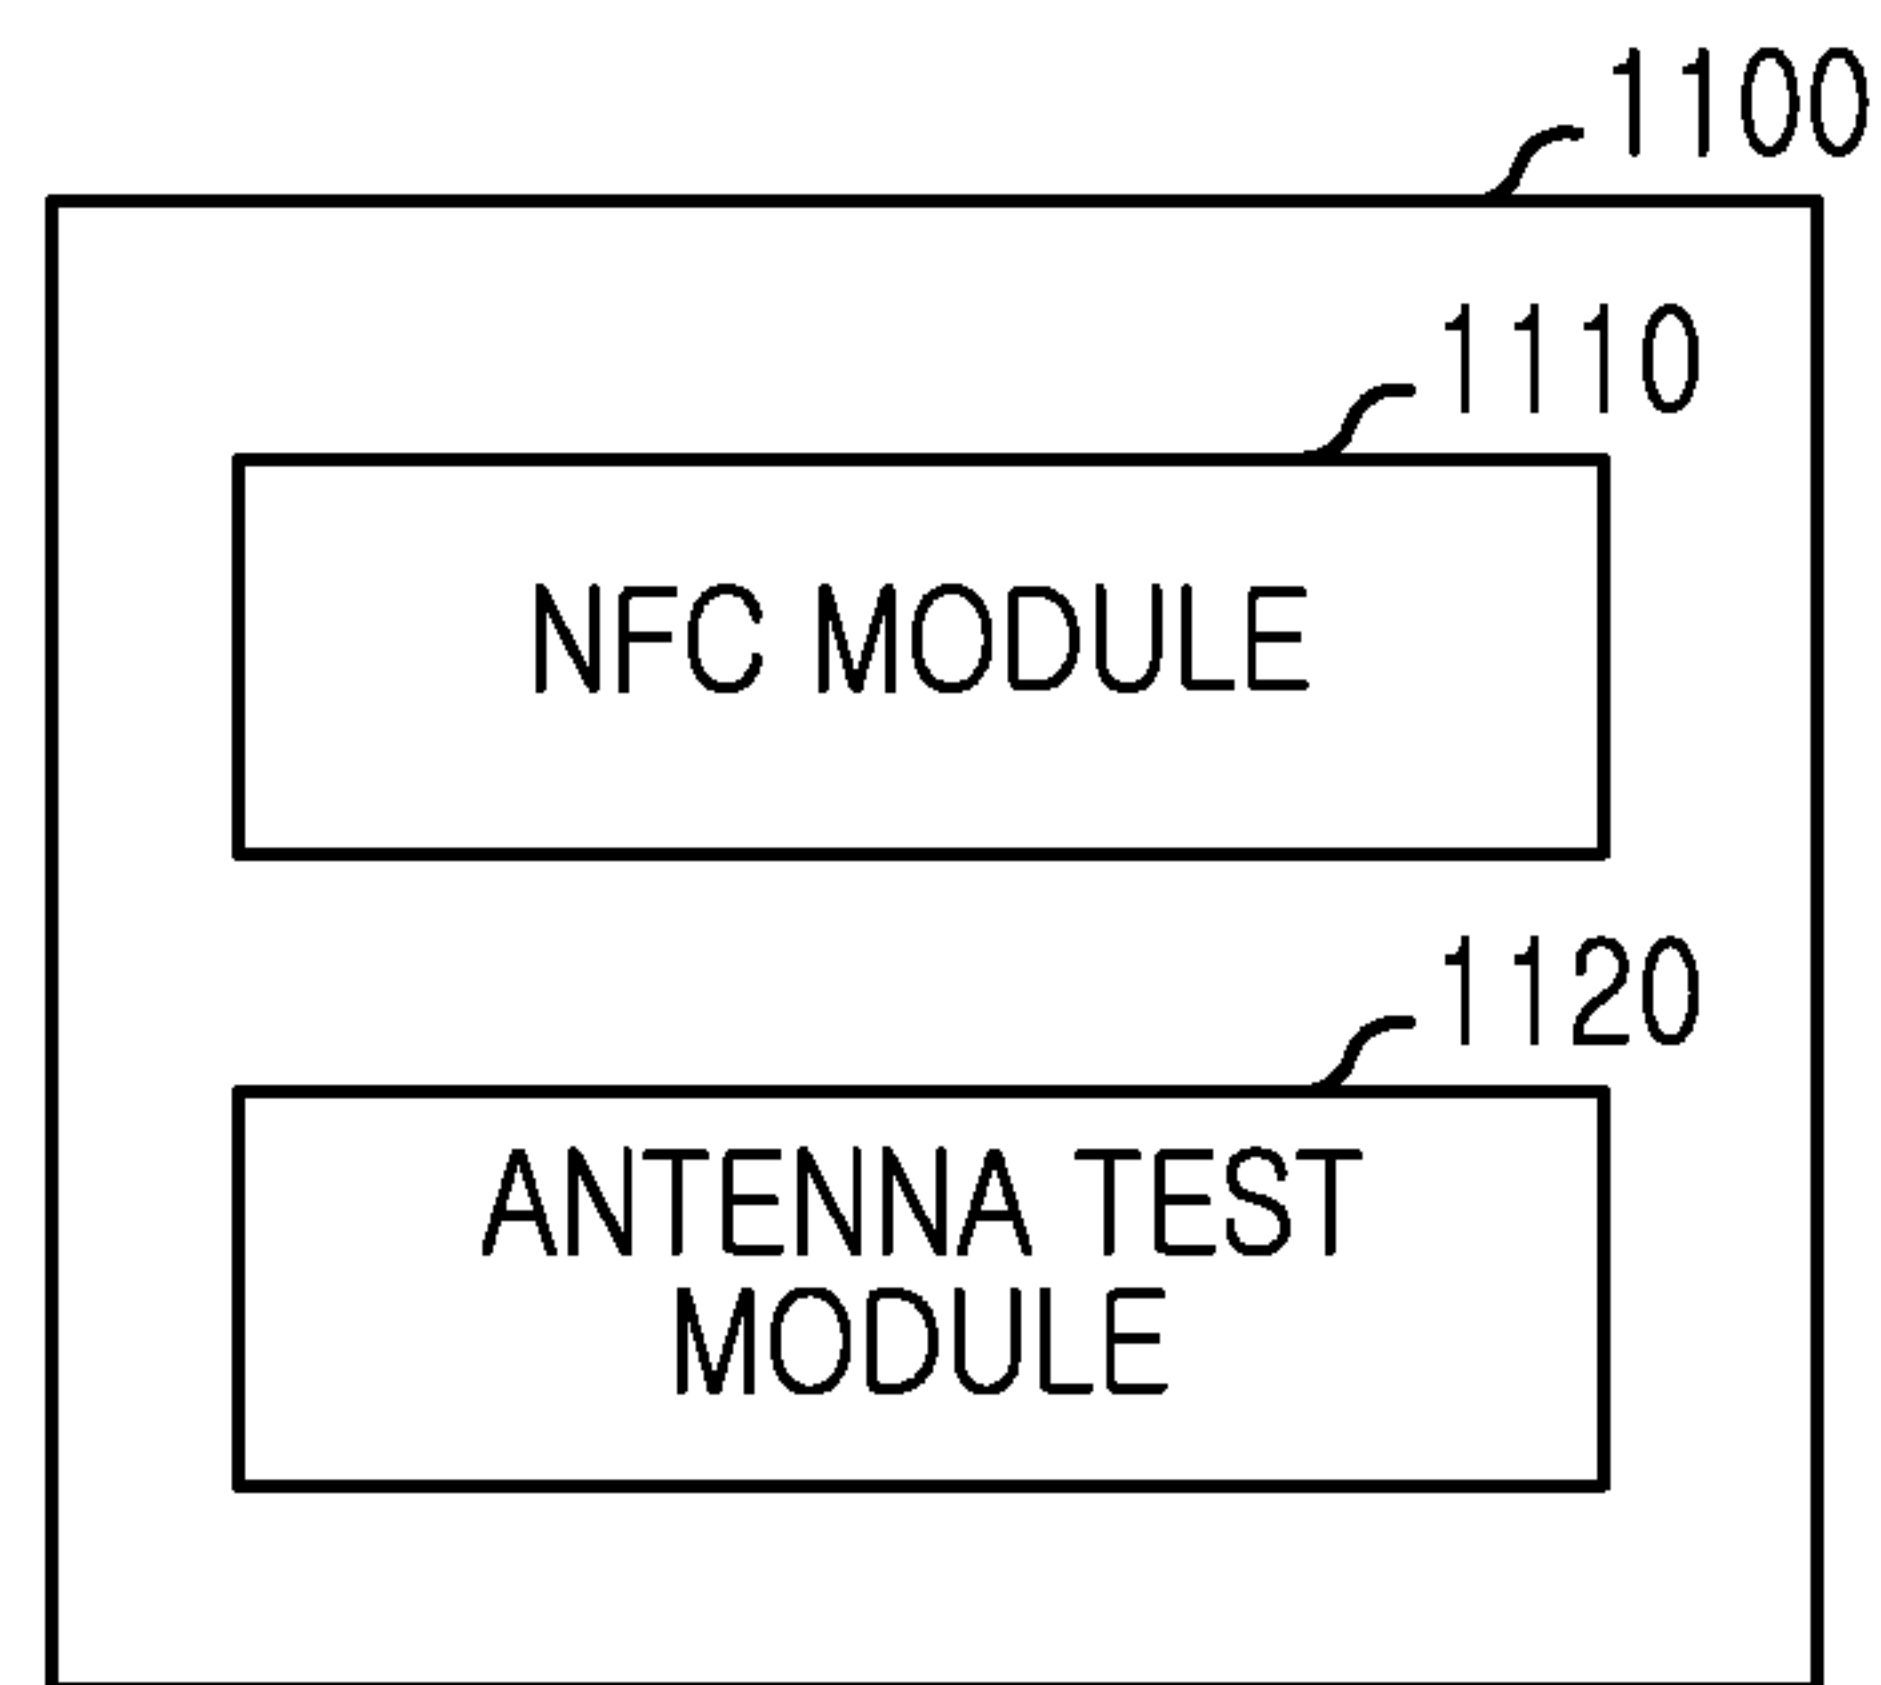 1100
1110
NFC MODULE
1120
ANTENNA TEST
MODULE